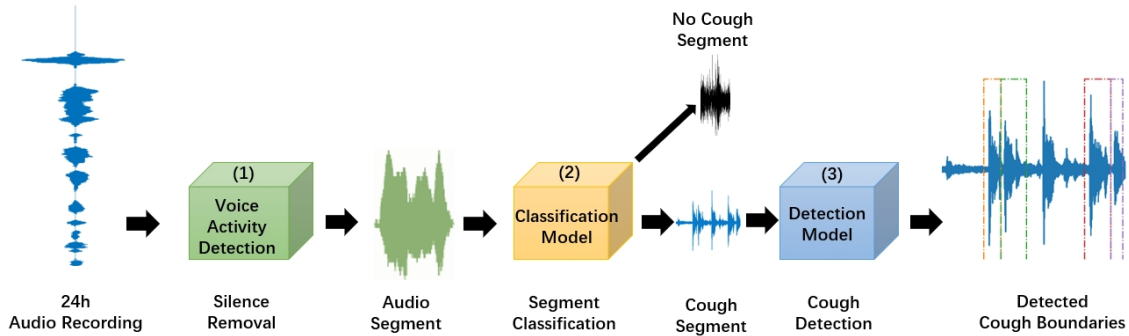 No Cough
Segment
(1)
Voice
Activity
Detection
(2)
Classification
Model
(3)
Detection
Model
24h
Audio Recording
Silence
Removal
Audio
Segment
Segment
Classification
Cough
Segment
Cough
Detection
Detected
Cough Boundaries